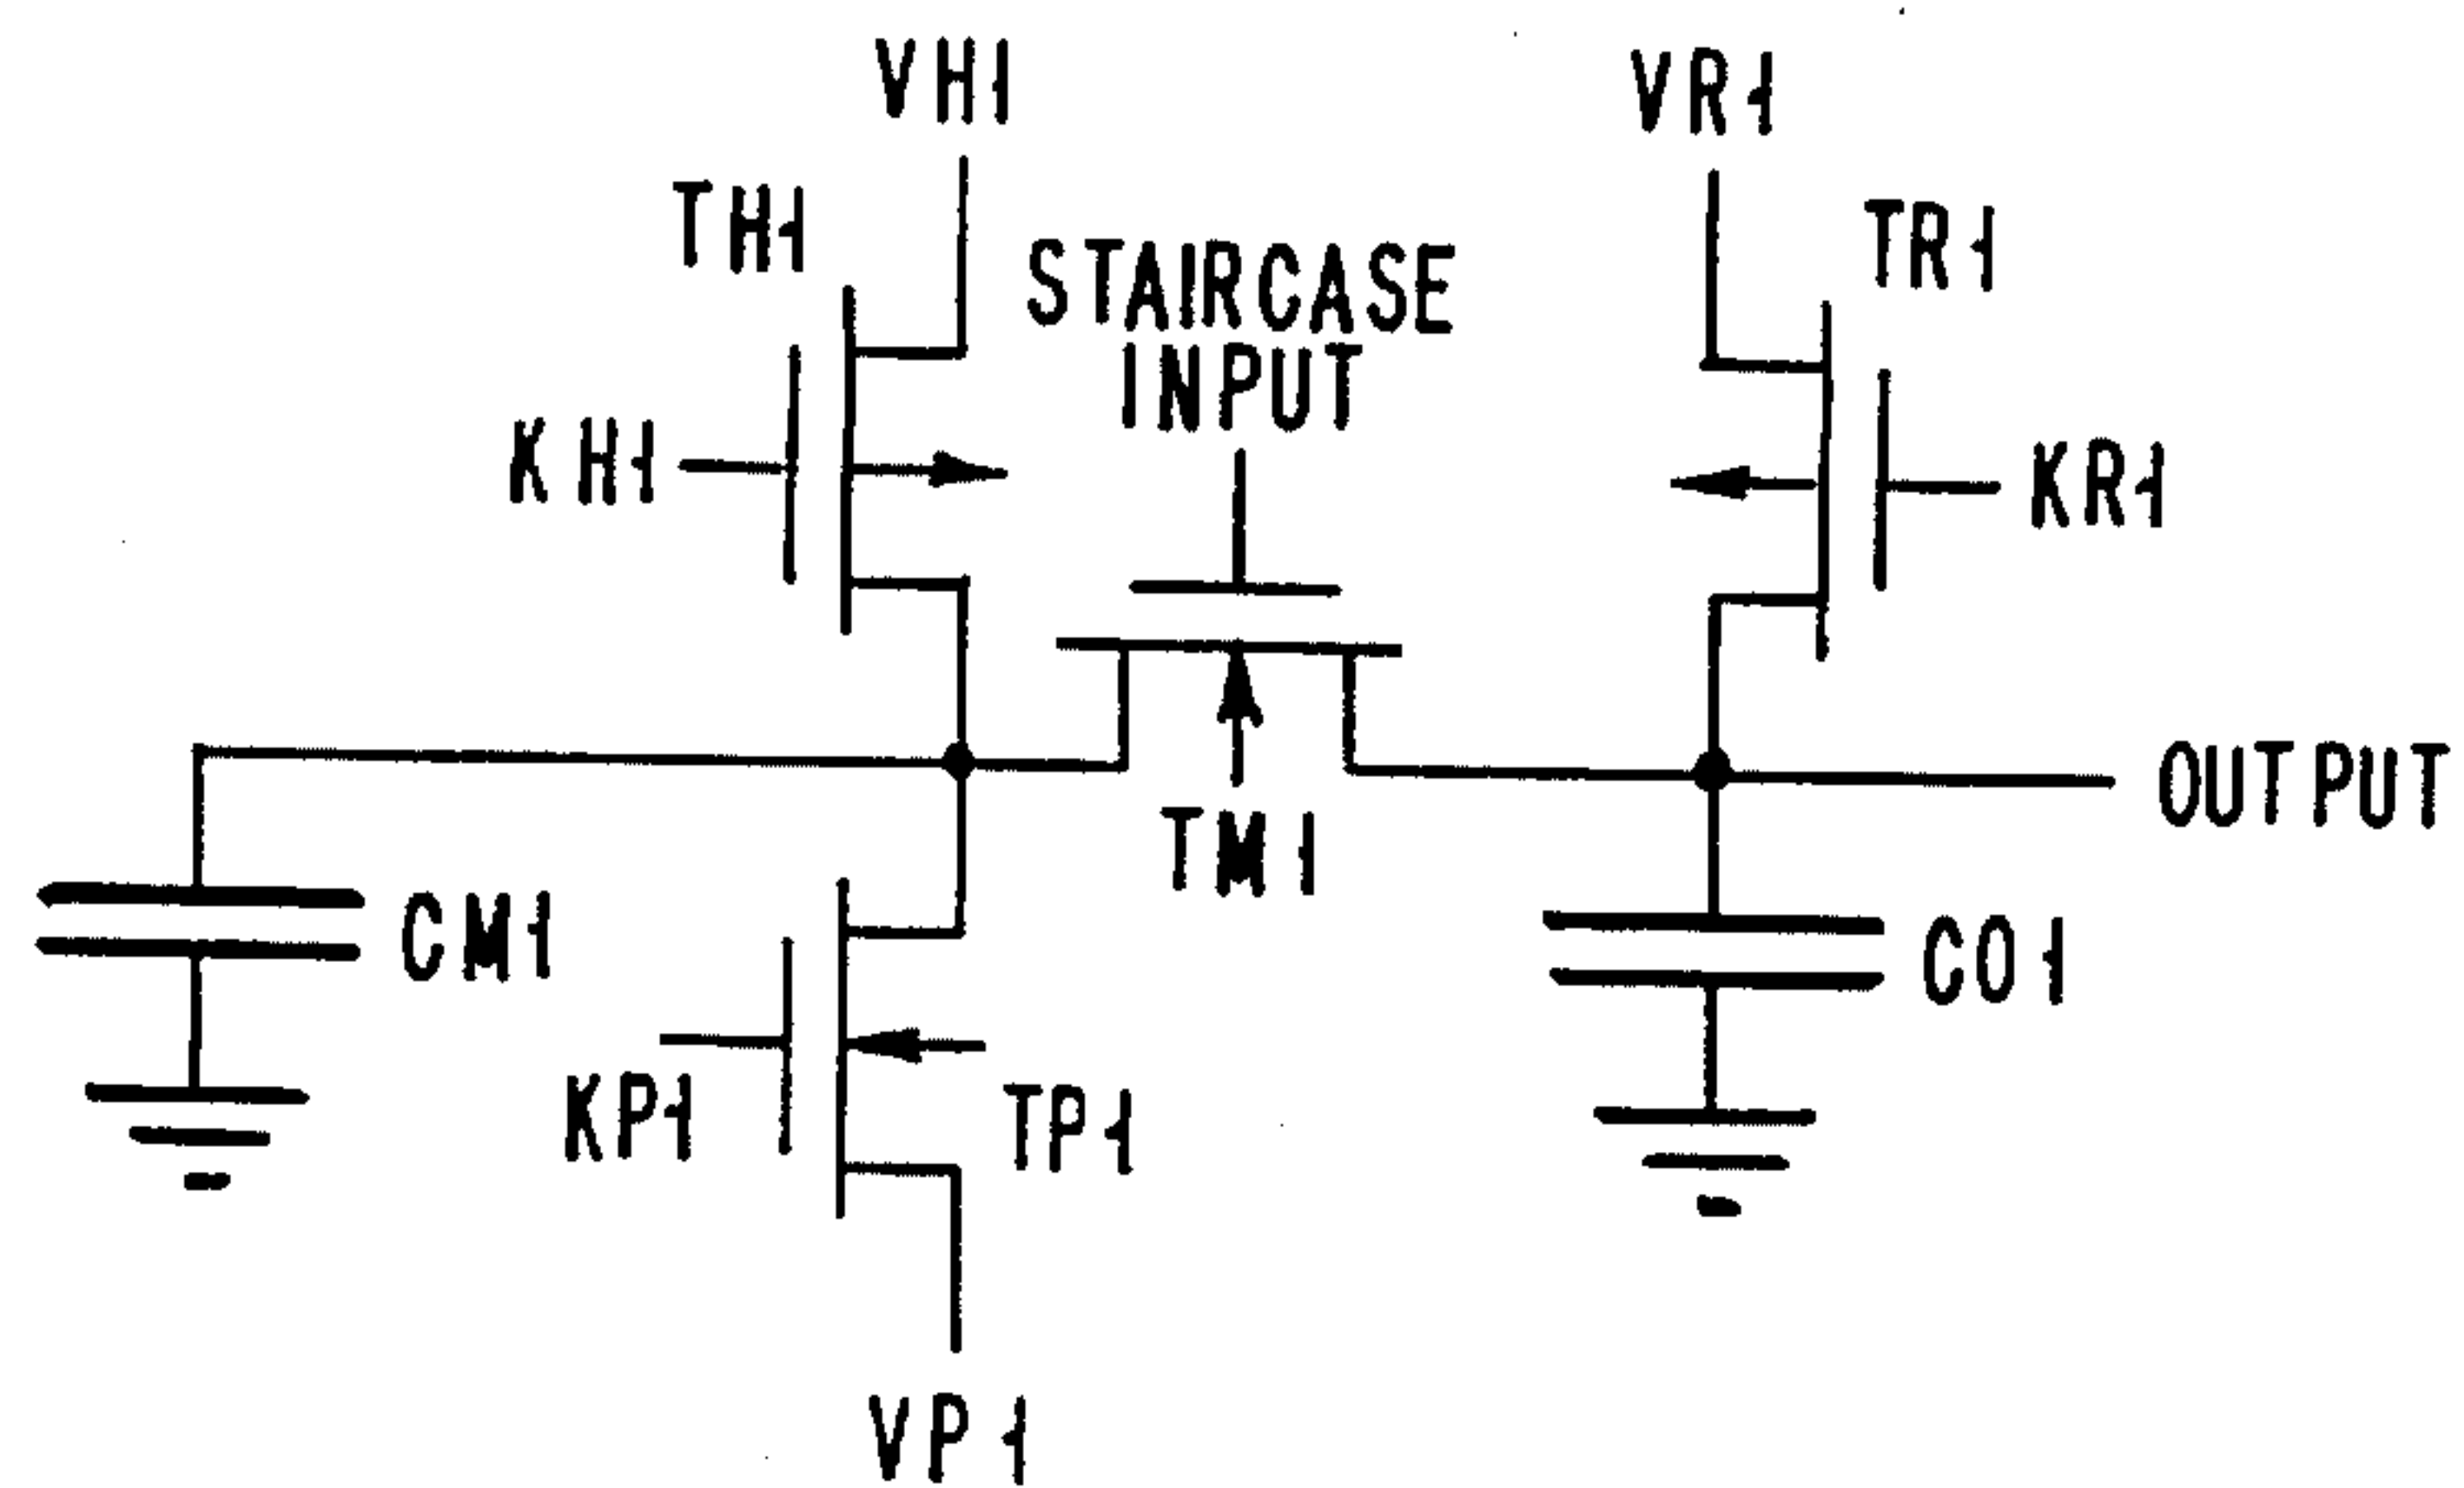 VH1
VR1
TH1
TR1
STAIRCASE
INPUT
KH1
KR1
OUTPUT
TM1
CM1
CO1
KP1
TP1
VP1